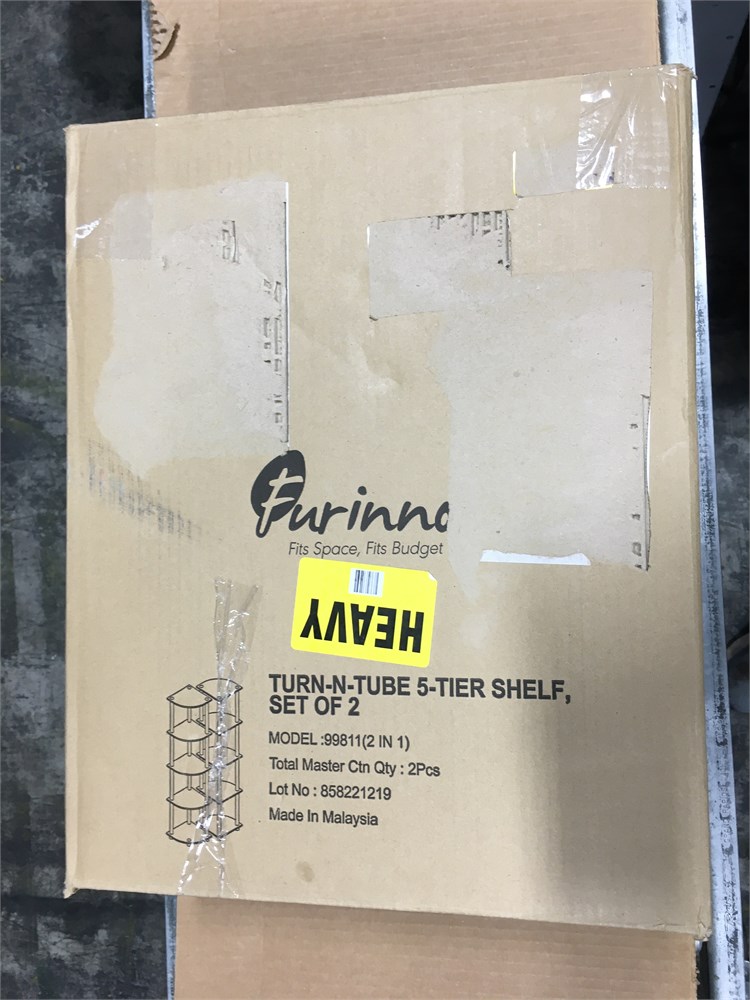 Furinno
Fits Space, Fits Budget
HEAVY
TURN-N-TUBE 5-TIER SHELF,
SET OF 2
MODEL :99811(2 IN 1)
Total Master Ctn Qty : 2Pcs
Lot No : 858221219
Made In Malaysia